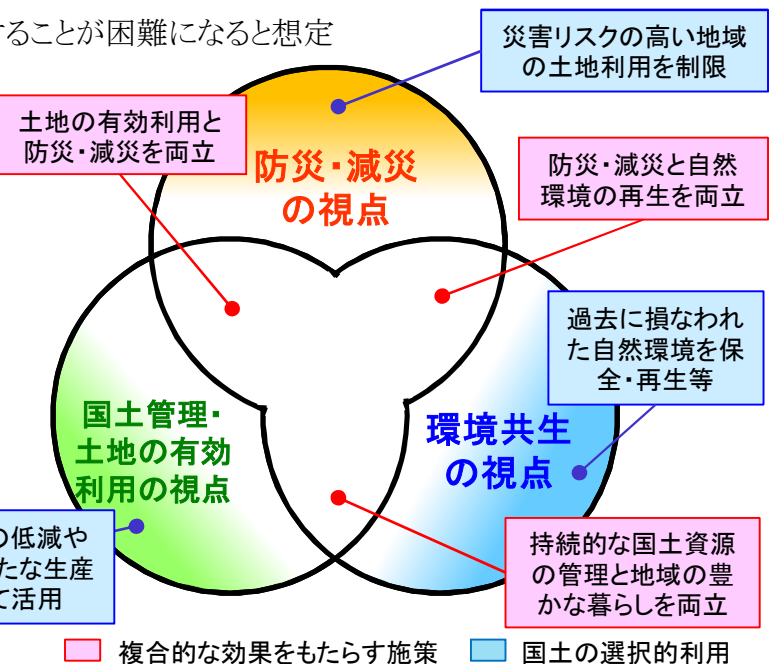 することが困難になると想定
災害リスクの高い地域
の土地利用を制限
土地の有効利用と
防災・減災を両立
防災・減災
の視点
防災・減災と自然
環境の再生を両立
過去に損なわれ
た自然環境を保
全・再生等
国土管理・
土地の有効
利用の視点
環境共生
の視点
の低減や
たな生産
て活用
持続的な国土資源
の管理と地域の豊
かな暮らしを両立
複合的な効果をもたらす施策
国土の選択的利用